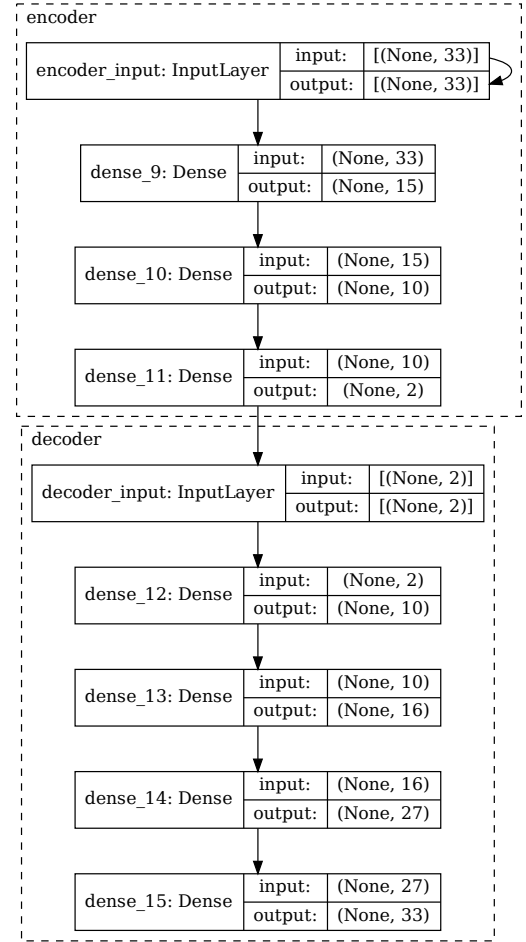 encoder
encoder_input: InputLayer
input: [(None, 33)]
output: [(None, 33)]
dense_9: Dense
input: (None, 33)
output: (None, 15)
dense_10: Dense
input: (None, 15)
output: (None, 10)
dense_11: Dense
input: (None, 10)
output: (None, 2)
decoder
decoder_input: InputLayer
input: [(None, 2)]
output: [(None, 2)]
dense_12: Dense
input: (None, 2)
output: (None, 10)
dense_13: Dense
input: (None, 10)
output: (None, 16)
dense_14: Dense
input: (None, 16)
output: (None, 27)
dense_15: Dense
input: (None, 27)
output: (None, 33)